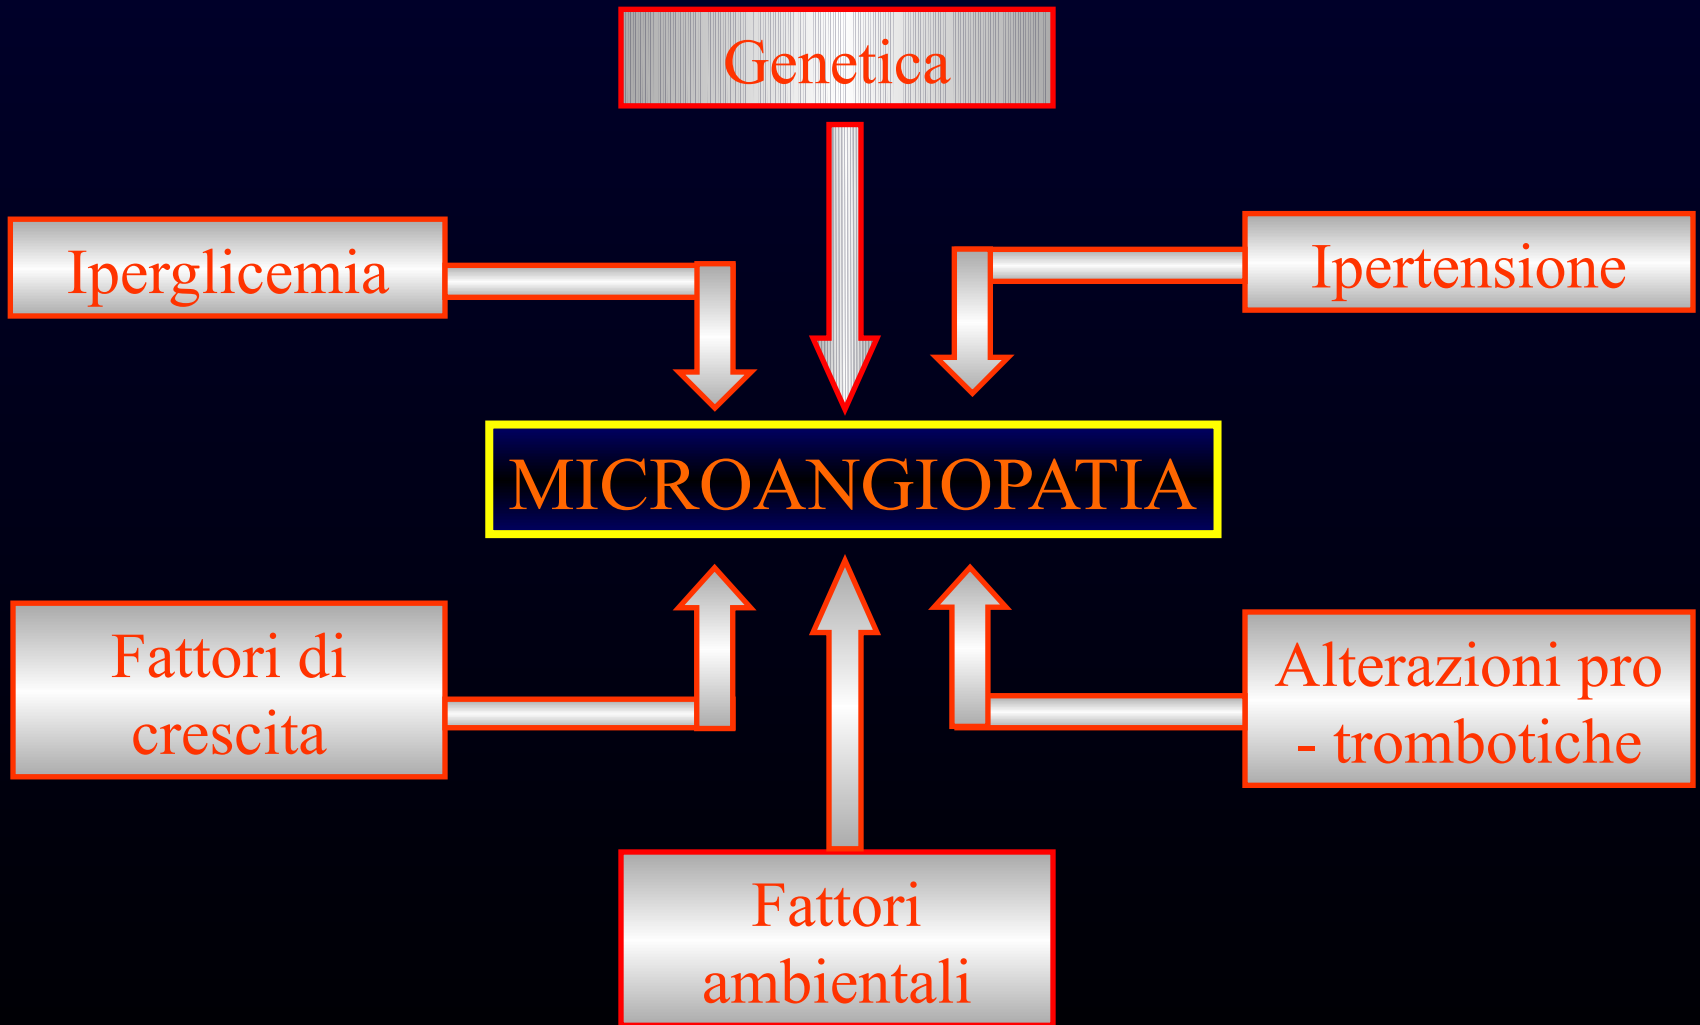 Genetica
Iperglicemia
Ipertensione
MICROANGIOPATIA
Fattori di
crescita
Alterazioni pro
- trombotiche
Fattori
ambientali